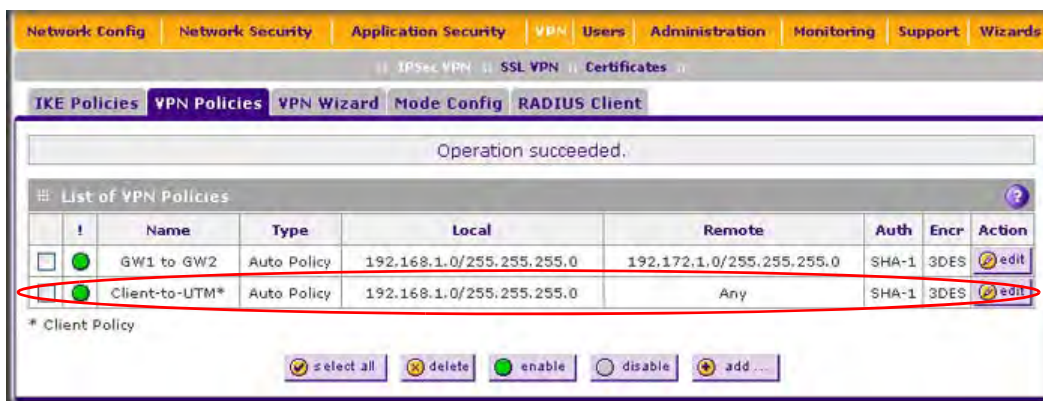 Network Config Network Security Application Security VPN Users Administration Monitoring Support Wizards
IPSec VPN SSL VPN Certificates
IKE Policies VPN Policies VPN Wizard Mode Config RADIUS Client
Operation succeeded.
List of VPN Policies ?
! Name Type Local Remote Auth Encr Action
GW1 to GW2 Auto Policy 192.168.1.0/255.255.255.0 192.172.1.0/255.255.255.0 SHA-1 3DES edit
Client-to-UTM* Auto Policy 192.168.1.0/255.255.255.0 Any SHA-1 3DES edit
* Client Policy
select all delete enable disable add ...